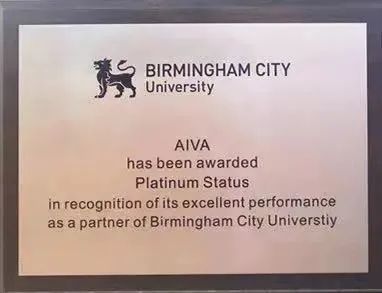 BIRMINGHAM CITY
University
AIVA
has been awarded
Platinum Status
in recognition of its excellent performance
as a partner of Birmingham City Universtiy